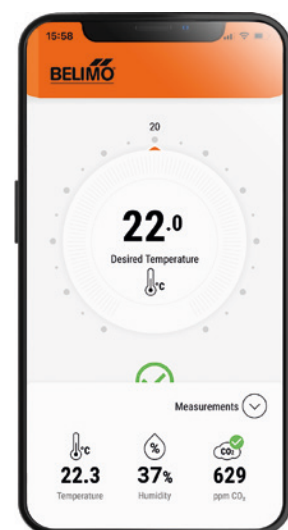 15:58
BELIMO
20
22.0
Desired Temperature
°C
Measurements
°C % CO₂
22.3 37% 629
Temperature Humidity ppm CO₂